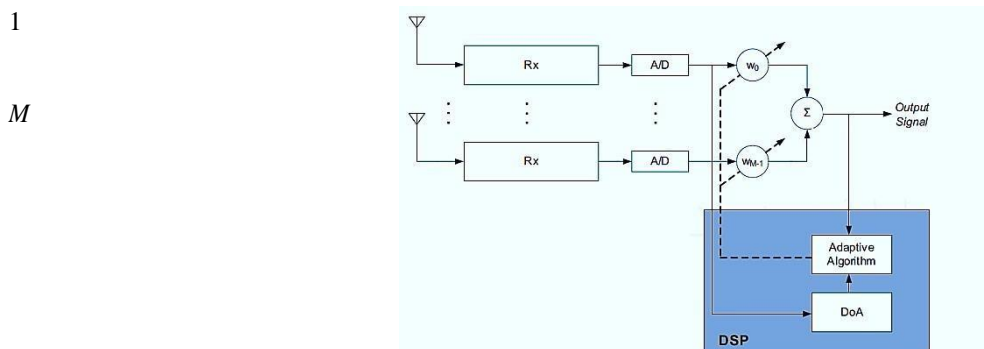 1
M
Rx
A/D
w0
Σ
Output
Signal
Rx
A/D
wM-1
Adaptive
Algorithm
DoA
DSP